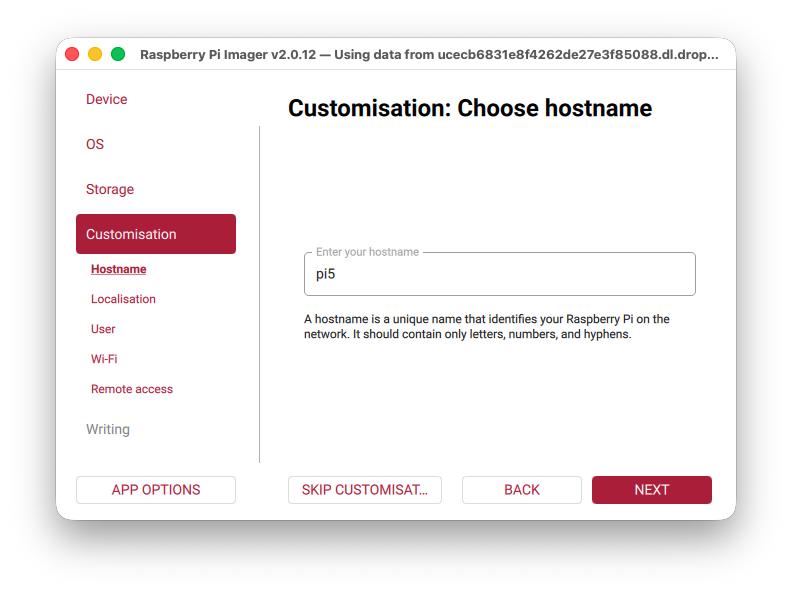 Raspberry Pi Imager v2.0.12 — Using data from ucecb6831e8f4262de27e3f85088.dl.drop...
Device
OS
Storage
Customisation
Hostname
Localisation
User
Wi-Fi
Remote access
Writing
APP OPTIONS
Customisation: Choose hostname
Enter your hostname
pi5
A hostname is a unique name that identifies your Raspberry Pi on the
network. It should contain only letters, numbers, and hyphens.
SKIP CUSTOMISAT...
BACK
NEXT